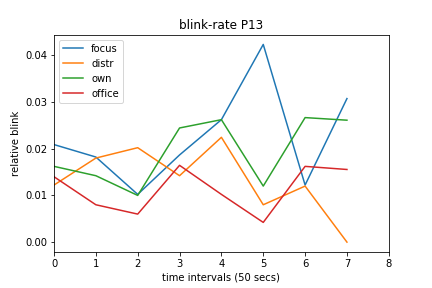 blink-rate P13
focus
distr
own
office
relative blink
0.04
0.03
0.02
0.01
0.00
0 1 2 3 4 5 6 7 8
time intervals (50 secs)